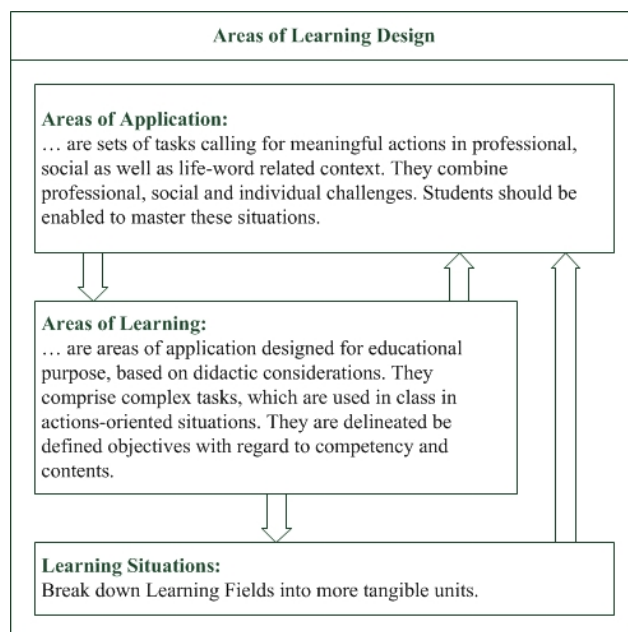 Areas of Learning Design
Areas of Application:
… are sets of tasks calling for meaningful actions in professional,
social as well as life-word related context. They combine
professional, social and individual challenges. Students should be
enabled to master these situations.
Areas of Learning:
… are areas of application designed for educational
purpose, based on didactic considerations. They
comprise complex tasks, which are used in class in
actions-oriented situations. They are delineated be
defined objectives with regard to competency and
contents.
Learning Situations:
Break down Learning Fields into more tangible units.